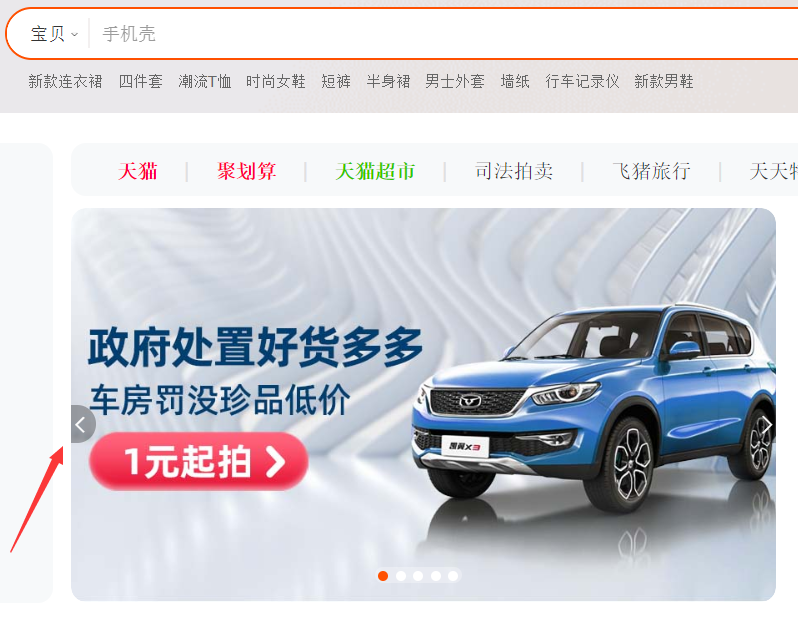 宝贝 手机壳
新款连衣裙 四件套 潮流T恤 时尚女鞋 短裤 半身裙 男士外套 墙纸 行车记录仪 新款男鞋
天猫 | 聚划算 | 天猫超市 | 司法拍卖 | 飞猪旅行 | 天天特
政府处置好货多多
车房罚没珍品低价
1元起拍
凯翼X3